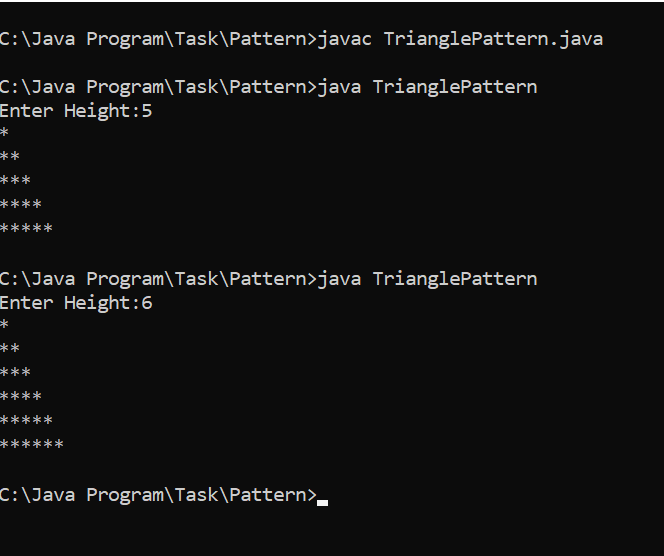 C:\Java Program\Task\Pattern>javac TrianglePattern.java
C:\Java Program\Task\Pattern>java TrianglePattern
Enter Height:5
*
**
***
****
*****
C:\Java Program\Task\Pattern>java TrianglePattern
Enter Height:6
*
**
***
****
*****
******
C:\Java Program\Task\Pattern>